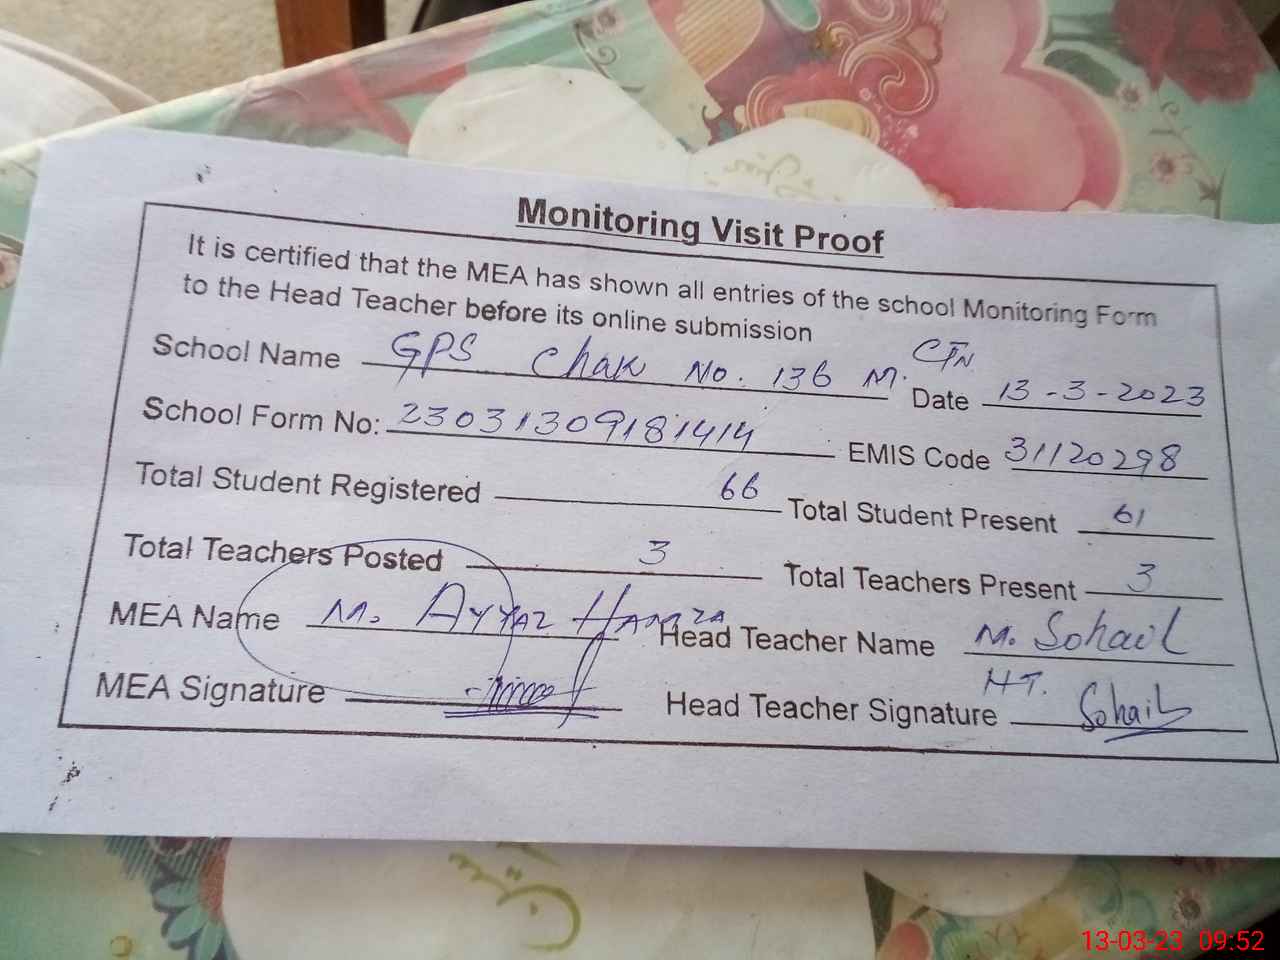 Monitoring Visit Proof
It is certified that the MEA has shown all entries of the school Monitoring Form
to the Head Teacher before its online submission
School Name GPS Chak No. 136 M. CTN Date 13-3-2023
School Form No: 23031309181414 EMIS Code 31120298
Total Student Registered 66 Total Student Present 61
Total Teachers Posted 3 Total Teachers Present 3
MEA Name M. AYYAZ HAMZA Head Teacher Name M. Sohail
HT.
MEA Signature Head Teacher Signature Sohail
13-03-23 09:52